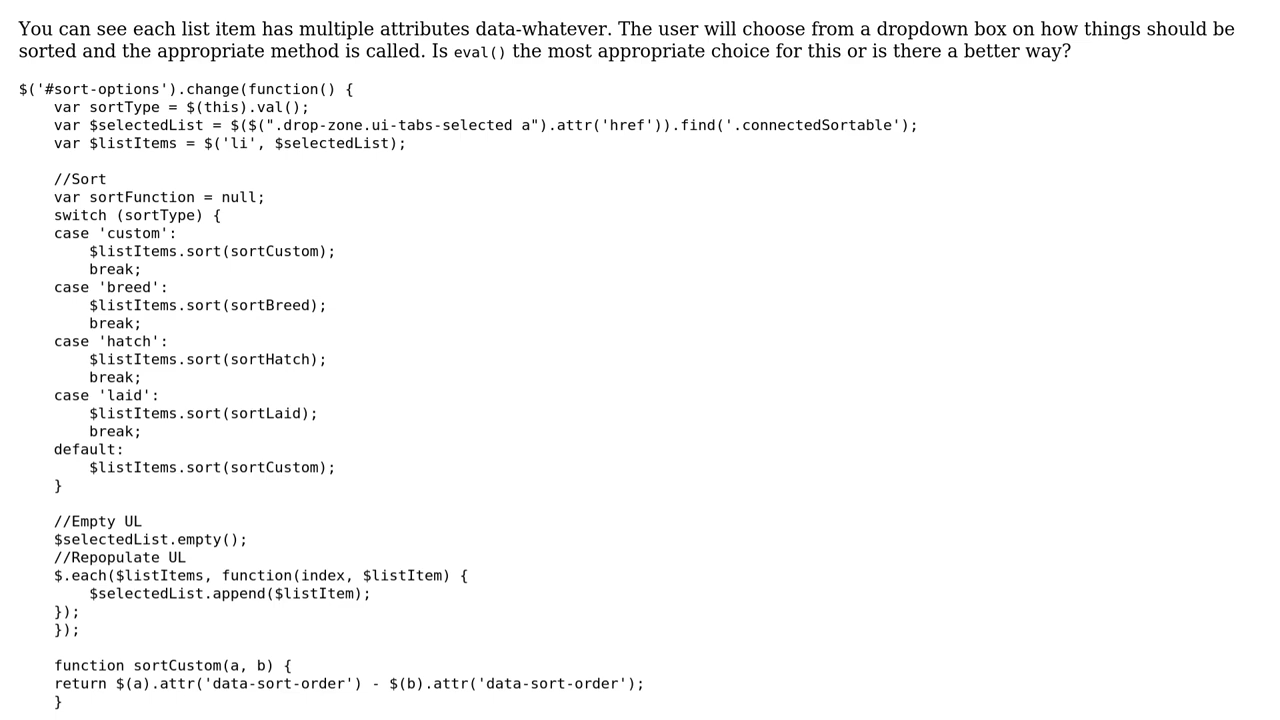 You can see each list item has multiple attributes data-whatever. The user will choose from a dropdown box on how things should be
sorted and the appropriate method is called. Is eval() the most appropriate choice for this or is there a better way?
$('#sort-options').change(function() {
    var sortType = $(this).val();
    var $selectedList = $($(".drop-zone.ui-tabs-selected a").attr('href')).find('.connectedSortable');
    var $listItems = $('li', $selectedList);

    //Sort
    var sortFunction = null;
    switch (sortType) {
    case 'custom':
        $listItems.sort(sortCustom);
        break;
    case 'breed':
        $listItems.sort(sortBreed);
        break;
    case 'hatch':
        $listItems.sort(sortHatch);
        break;
    case 'laid':
        $listItems.sort(sortLaid);
        break;
    default:
        $listItems.sort(sortCustom);
    }

    //Empty UL
    $selectedList.empty();
    //Repopulate UL
    $.each($listItems, function(index, $listItem) {
        $selectedList.append($listItem);
    });
    });

    function sortCustom(a, b) {
    return $(a).attr('data-sort-order') - $(b).attr('data-sort-order');
    }